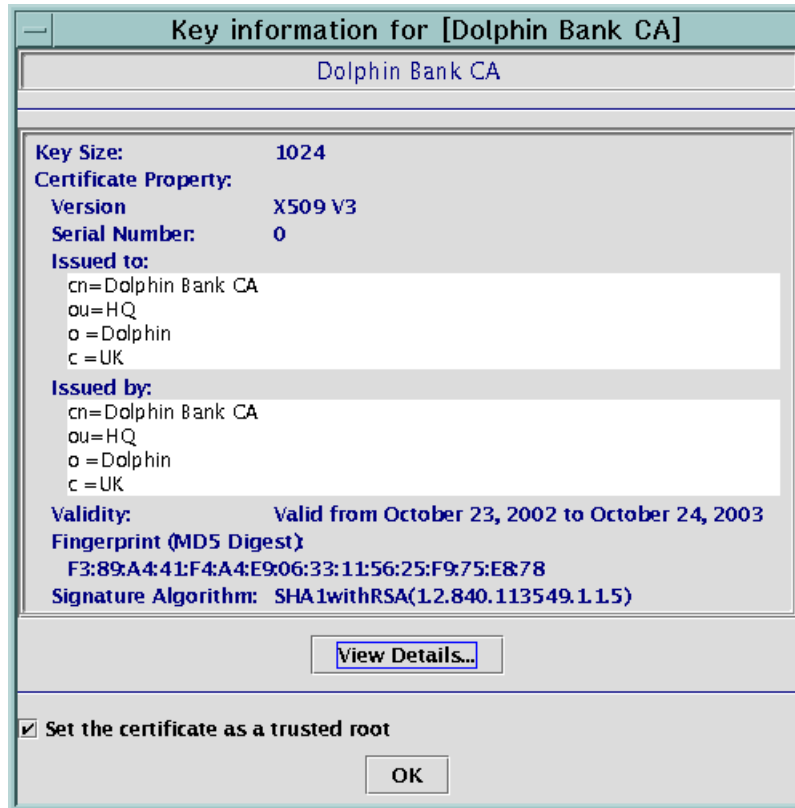 Key information for [Dolphin Bank CA]
Dolphin Bank CA
Key Size: 1024
Certificate Property:
Version X509 V3
Serial Number: 0
Issued to:
cn=Dolphin Bank CA
ou=HQ
o =Dolphin
c =UK
Issued by:
cn=Dolphin Bank CA
ou=HQ
o =Dolphin
c =UK
Validity: Valid from October 23, 2002 to October 24, 2003
Fingerprint (MD5 Digest):
F3:89:A4:41:F4:A4:E9:06:33:11:56:25:F9:75:E8:78
Signature Algorithm: SHA1withRSA(1.2.840.113549.1.1.5)
View Details...
Set the certificate as a trusted root
OK